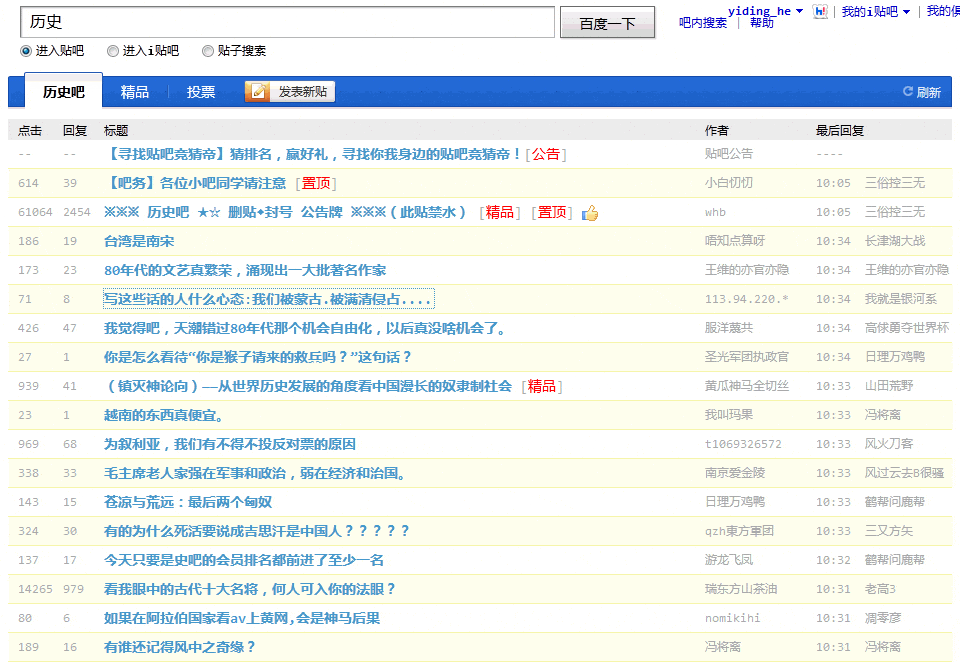 历史 百度一下 吧内搜索 | 帮助 yiding_he h! | 我的i贴吧 | 我的俱
进入贴吧 进入i贴吧 贴子搜索
历史吧 精品 投票 发表新贴 刷新
点击 回复 标题 作者 最后回复
-- -- 【寻找贴吧竞猜帝】猜排名，赢好礼，寻找你我身边的贴吧竞猜帝！[公告] 贴吧公告 ----
614 39 【吧务】各位小吧同学请注意 [置顶] 小白忉忉 10:05 三俗控三无
61064 2454 ※※※ 历史吧 ★☆ 删贴◆封号 公告牌 ※※※（此贴禁水） [精品] [置顶] whb 10:05 三俗控三无
186 19 台湾是南宋 唔知点算呀 10:34 长津湖大战
173 23 80年代的文艺真繁荣，涌现出一大批著名作家 王维的亦官亦隐 10:34 王维的亦官亦隐
71 8 写这些话的人什么心态:我们被蒙古.被满清侵占.... 113.94.220.* 10:34 我就是银河系
426 47 我觉得吧，天潮错过80年代那个机会自由化，以后真没啥机会了。 服洋蔑共 10:34 高俅勇夺世界杯
27 1 你是怎么看待“你是猴子请来的救兵吗？”这句话？ 圣光军团执政官 10:34 日理万鸡鸭
939 41 （镇灭神论向）——从世界历史发展的角度看中国漫长的奴隶制社会 [精品] 黄瓜神马全切丝 10:33 山田荒野
23 1 越南的东西真便宜。 我叫玛果 10:33 冯将离
969 68 为叙利亚，我们有不得不投反对票的原因 t1069326572 10:33 风火刀客
338 33 毛主席老人家强在军事和政治，弱在经济和治国。 南京爱金陵 10:33 风过云去8很骚
143 15 苍凉与荒远：最后两个匈奴 日理万鸡鸭 10:33 鹤帮问鹿帮
324 30 有的为什么死活要说成吉思汗是中国人？？？？？ qzh東方軍団 10:33 三又方矢
137 17 今天只要是史吧的会员排名都前进了至少一名 游龙飞凤 10:32 鹤帮问鹿帮
14265 979 看我眼中的古代十大名将，何人可入你的法眼？ 瑞东方山茶油 10:31 老高3
80 6 如果在阿拉伯国家看av上黄网,会是神马后果 nomikihi 10:31 凋零彦
189 16 有谁还记得风中之奇缘？ 冯将离 10:31 冯将离